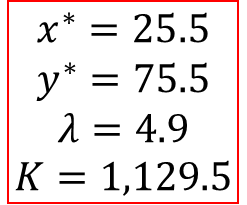 x* = 25.5
y* = 75.5
λ = 4.9
K = 1,129.5